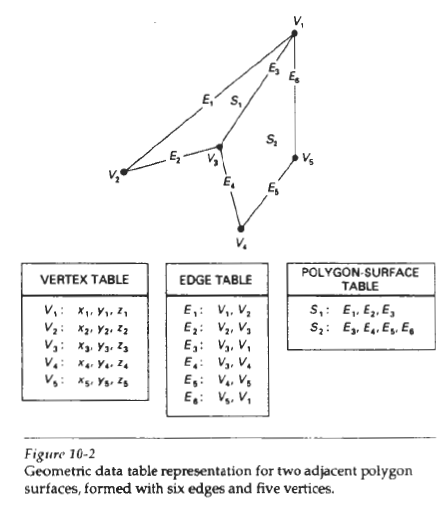 V₁
E₃
E₆
E₁
S₁
S₂
V₃
V₅
E₂
V₂
E₄
E₅
V₄
VERTEX TABLE
V₁: x₁, y₁, z₁
V₂: x₂, y₂, z₂
V₃: x₃, y₃, z₃
V₄: x₄, y₄, z₄
V₅: x₅, y₅, z₅
EDGE TABLE
E₁: V₁, V₂
E₂: V₂, V₃
E₃: V₃, V₁
E₄: V₃, V₄
E₅: V₄, V₅
E₆: V₅, V₁
POLYGON-SURFACE
TABLE
S₁: E₁, E₂, E₃
S₂: E₃, E₄, E₅, E₆
Figure 10-2
Geometric data table representation for two adjacent polygon
surfaces, formed with six edges and five vertices.